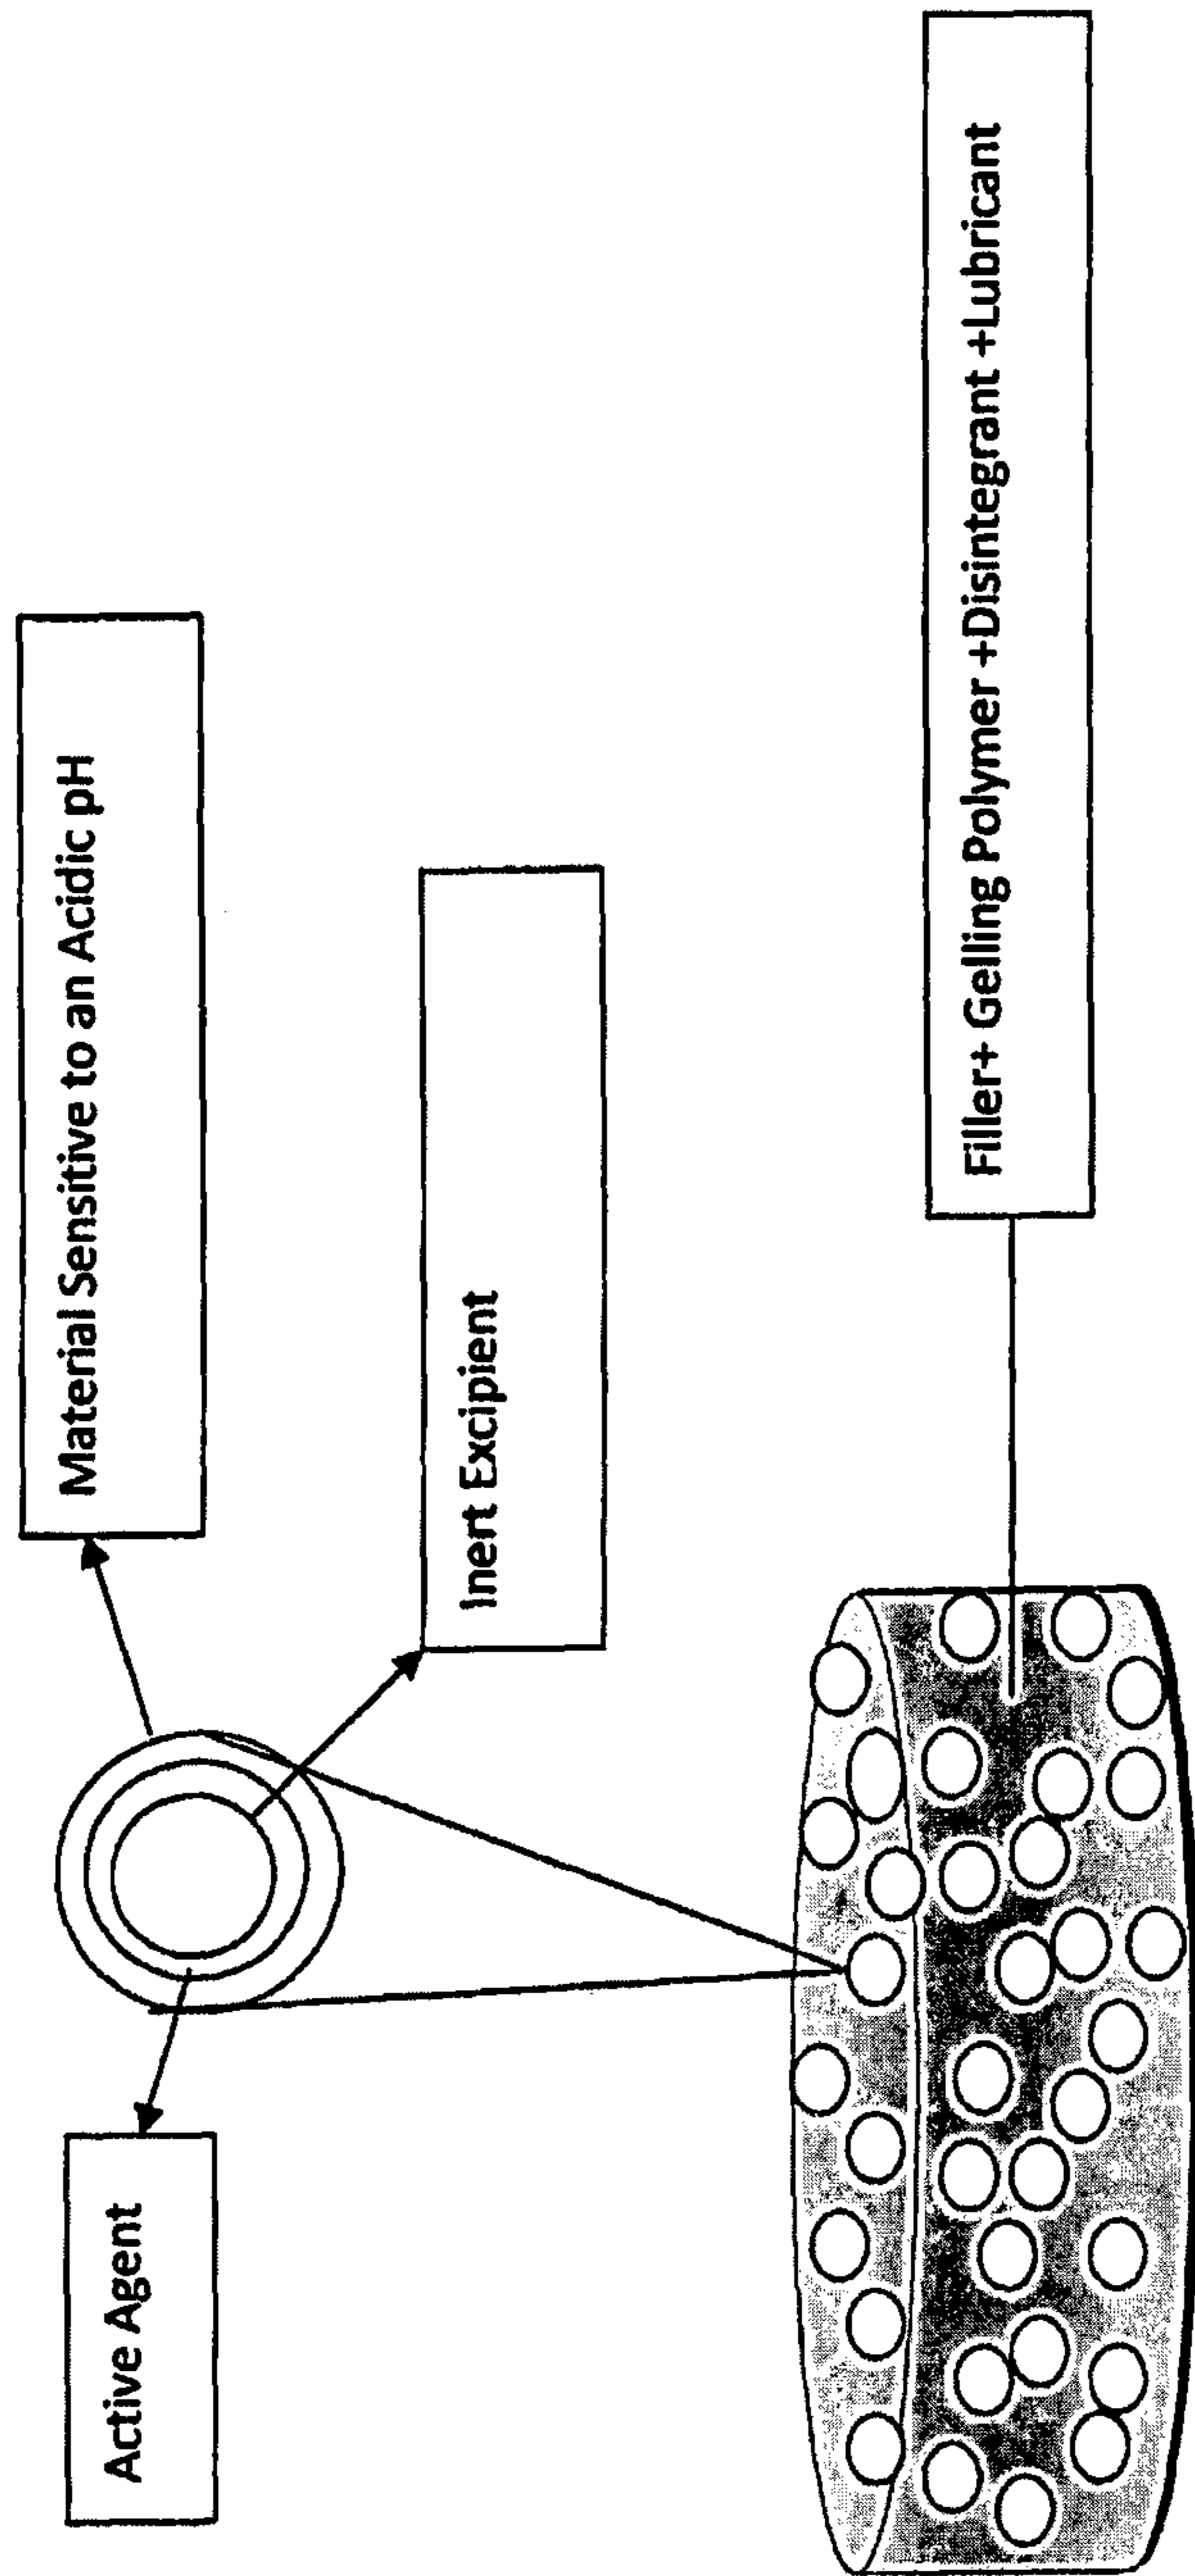 Material Sensitive to an Acidic pH
Active Agent
Inert Excipient
Filler+ Gelling Polymer +Disintegrant +Lubricant